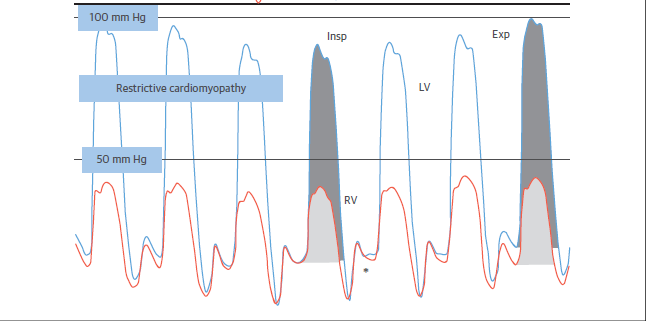 100 mm Hg
Insp
Exp
Restrictive cardiomyopathy
LV
50 mm Hg
RV
*